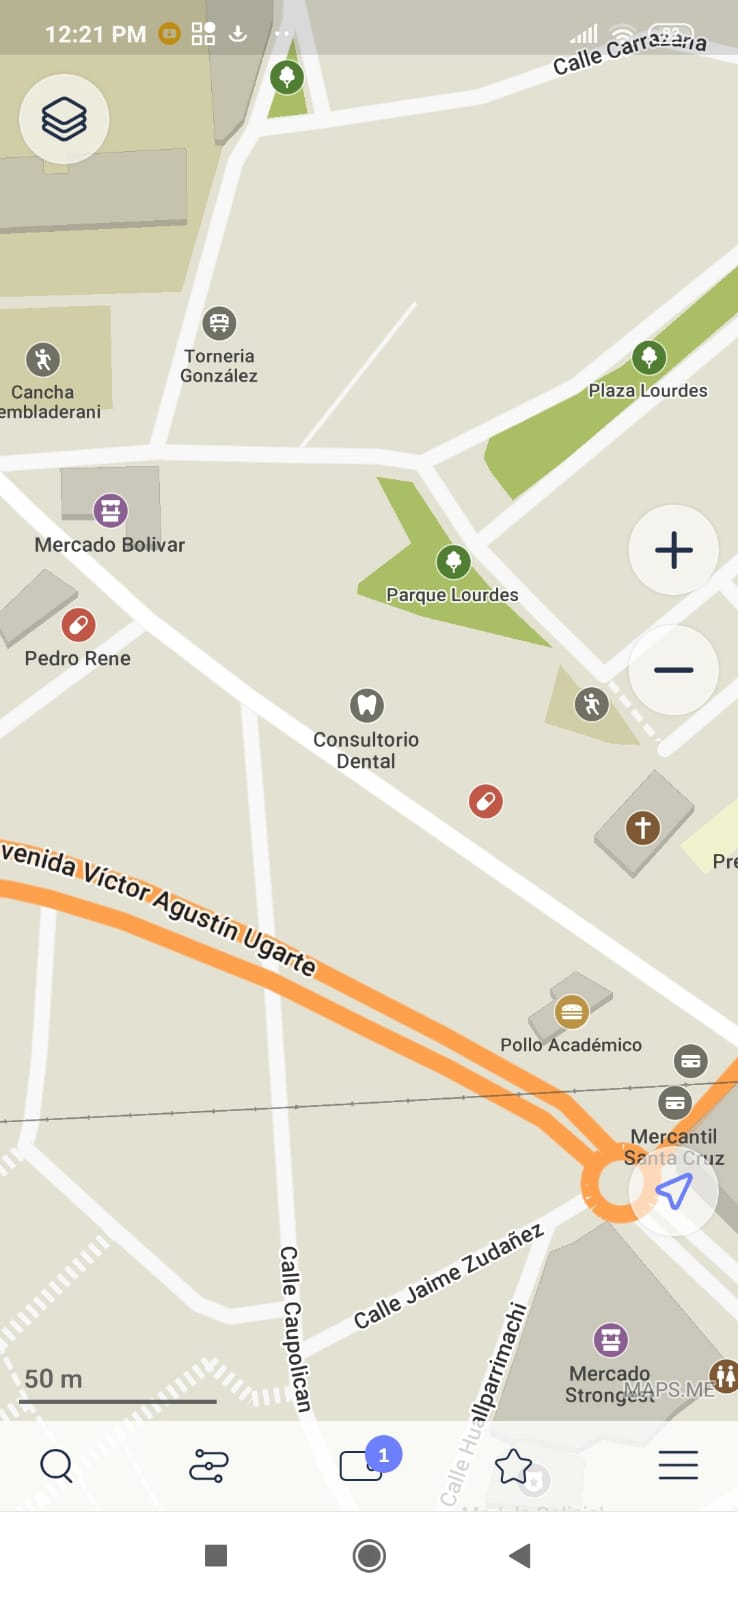 12:21 PM
Calle Carrazana
Torneria
González
Cancha
embladerani
Plaza Lourdes
Mercado Bolivar
Parque Lourdes
Pedro Rene
Consultorio
Dental
Pre
venida Víctor Agustín Ugarte
Pollo Académico
Mercantil
Santa Cruz
Calle Jaime Zudañez
Calle Caupolican
Calle Huallparrimachi
Mercado
Strongest
MAPS.ME
50 m
1